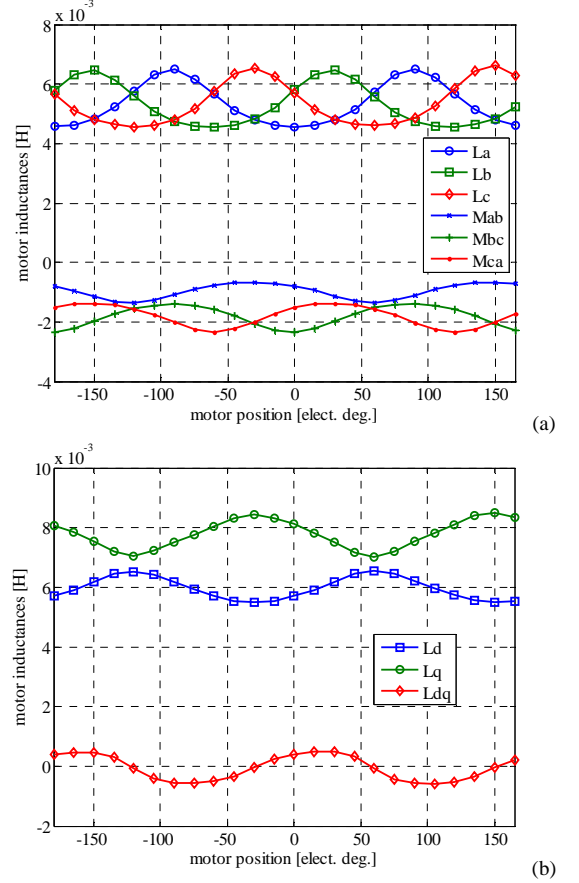 x 10⁻³
8
6
4
2
0
-2
-4
motor inductances [H]
La
Lb
Lc
Mab
Mbc
Mca
-150 -100 -50 0 50 100 150
motor position [elect. deg.]
(a)
x 10⁻³
10
8
6
4
2
0
-2
motor inductances [H]
Ld
Lq
Ldq
-150 -100 -50 0 50 100 150
motor position [elect. deg.]
(b)